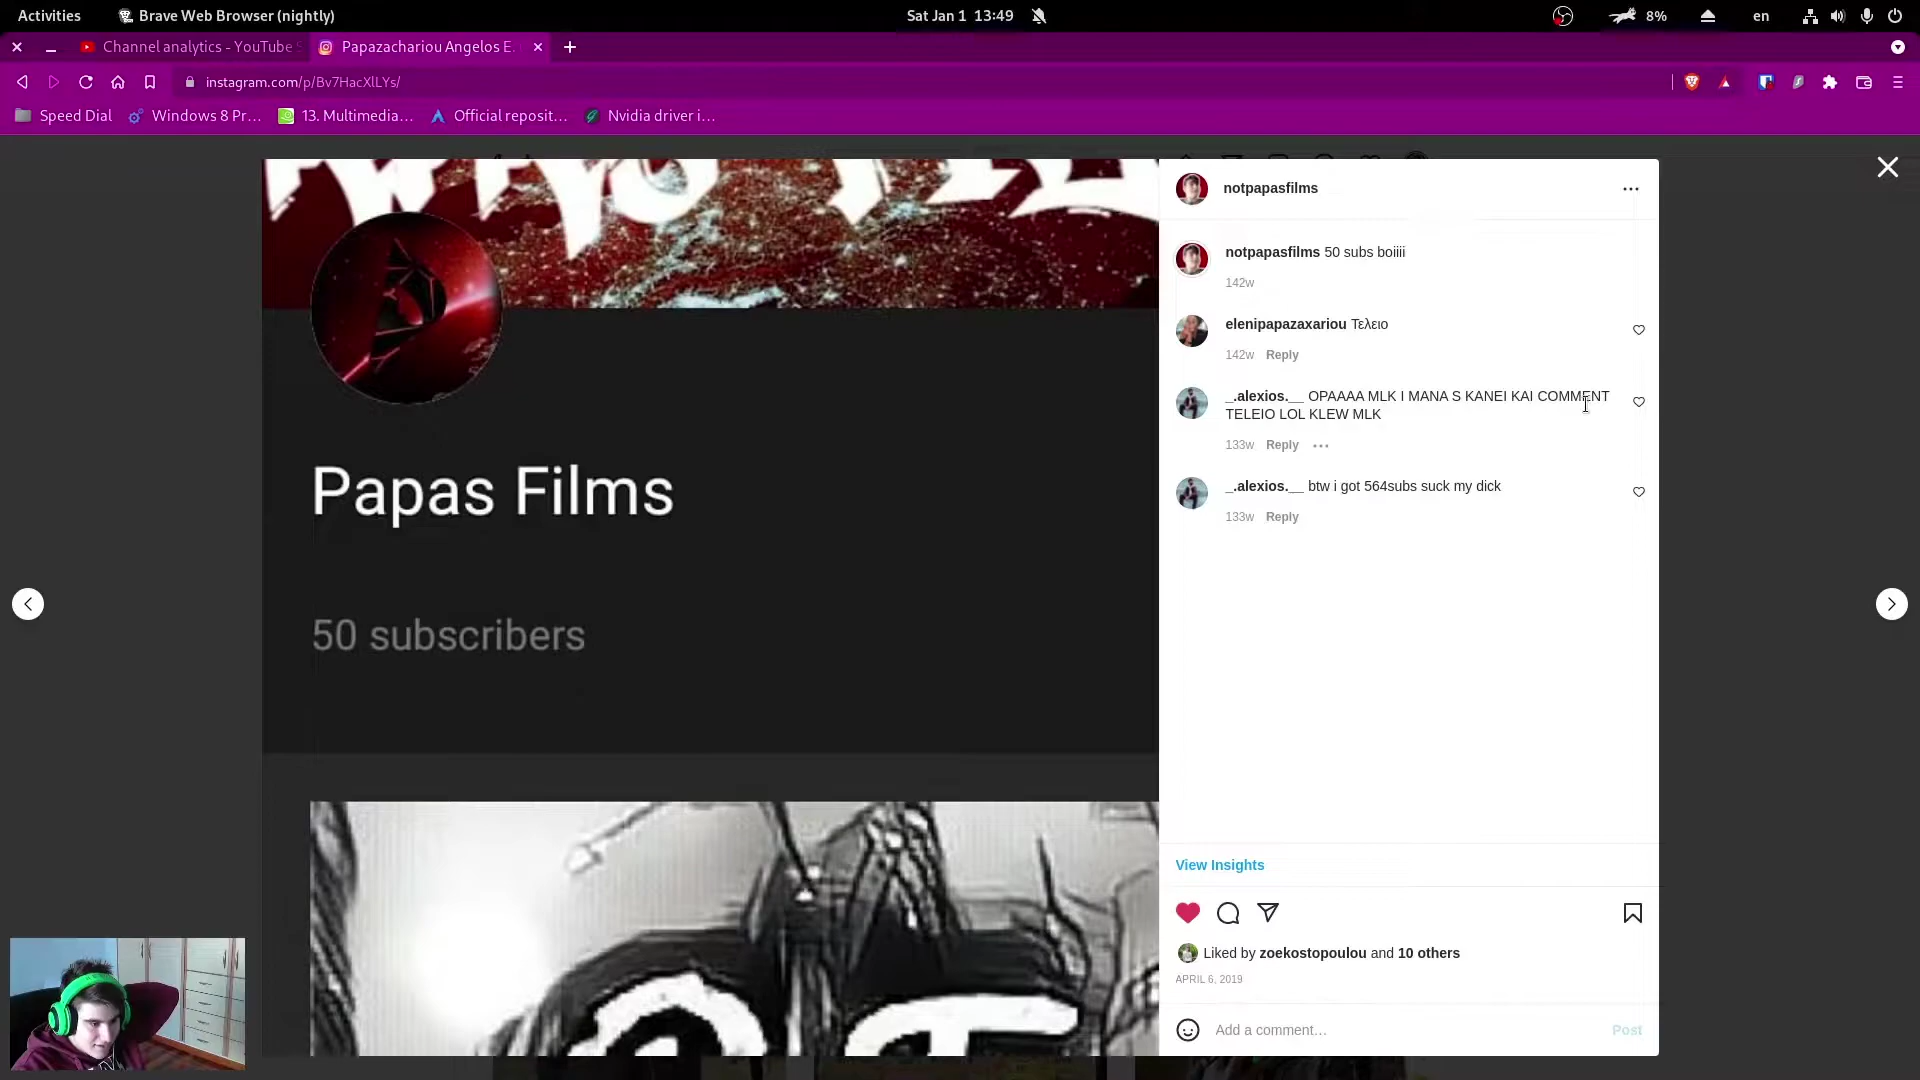 Activities
Brave Web Browser (nightly)
Sat Jan 1 13:49
8%
en
Channel analytics - YouTube S
Papazachariou Angelos E.
instagram.com/p/Bv7HacXlLYs/
Speed Dial
Windows 8 Pr...
13. Multimedia...
Official reposit...
Nvidia driver i...
notpapasfilms
notpapasfilms 50 subs boiiii
142w
elenipapazaxariou Τελειο
142w Reply
_.alexios.__ OPAAAA MLK I MANA S KANEI KAI COMMENT
TELEIO LOL KLEW MLK
133w Reply
_.alexios.__ btw i got 564subs suck my dick
133w Reply
Papas Films
50 subscribers
View Insights
Liked by zoekostopoulou and 10 others
APRIL 6, 2019
Add a comment...
Post